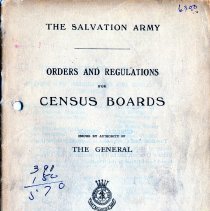 THE SALVATION ARMY
ORDERS AND REGULATIONS
FOR
CENSUS BOARDS
ISSUED BY AUTHORITY OF
THE GENERAL